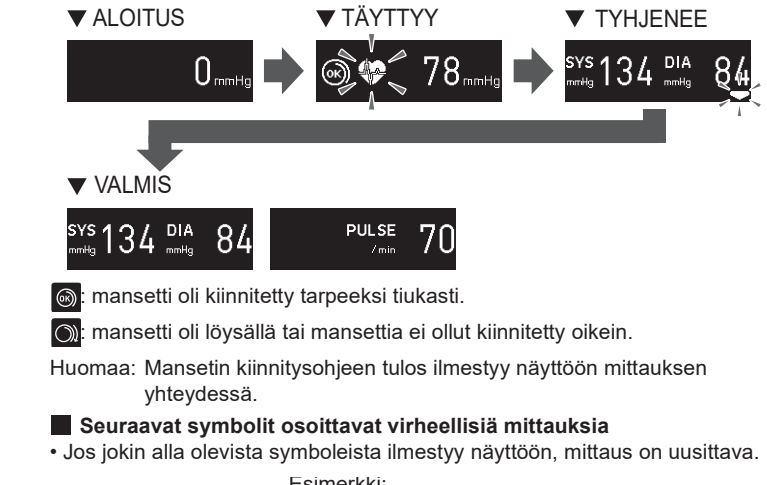 ▼ ALOITUS ▼ TÄYTTYY ▼ TYHJENEE
0 mmHg OK 78 mmHg SYS mmHg 134 DIA mmHg 84
▼ VALMIS
SYS mmHg 134 DIA mmHg 84 PULSE /min 70
OK : mansetti oli kiinnitetty tarpeeksi tiukasti.
: mansetti oli löysällä tai mansettia ei ollut kiinnitetty oikein.
Huomaa: Mansetin kiinnitysohjeen tulos ilmestyy näyttöön mittauksen
yhteydessä.
■ Seuraavat symbolit osoittavat virheellisiä mittauksia
• Jos jokin alla olevista symboleista ilmestyy näyttöön, mittaus on uusittava.
Esimerkki: